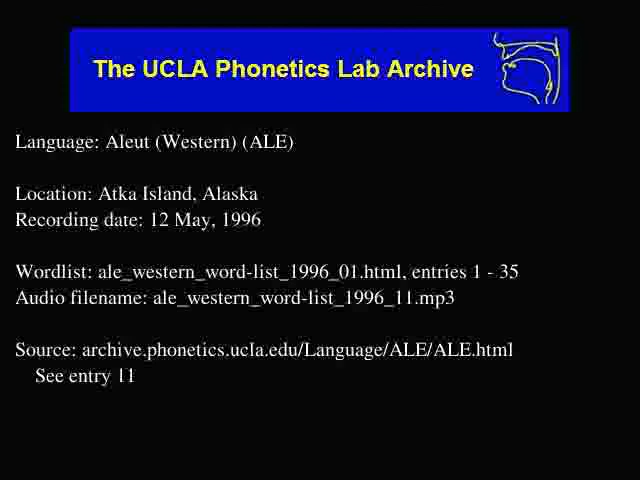 The UCLA Phonetics Lab Archive
Language: Aleut (Western) (ALE)
Location: Atka Island, Alaska
Recording date: 12 May, 1996
Wordlist: ale_western_word-list_1996_01.html, entries 1 - 35
Audio filename: ale_western_word-list_1996_11.mp3
Source: archive.phonetics.ucla.edu/Language/ALE/ALE.html
See entry 11